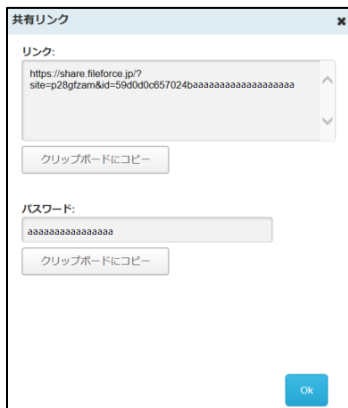 共有リンク
リンク:
https://share.fileforce.jp/?
site=p28gfzam&id=59d0d0c657024baaaaaaaaaaaaaaaaaaa
クリップボードにコピー
パスワード:
aaaaaaaaaaaaaaaa
クリップボードにコピー
Ok